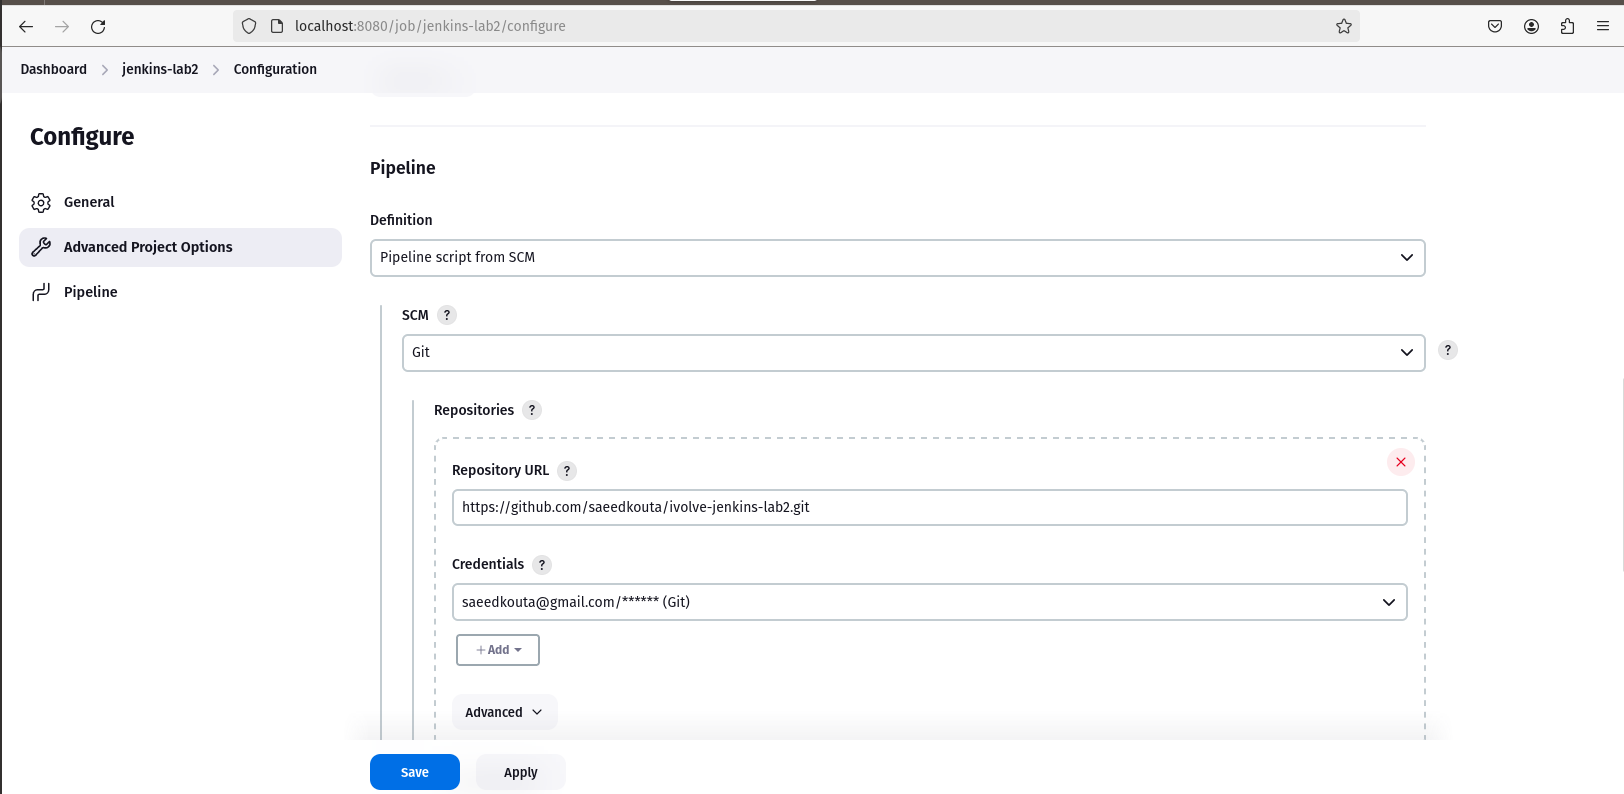 localhost:8080/job/jenkins-lab2/configure
Dashboard > jenkins-lab2 > Configuration
Configure
General
Advanced Project Options
Pipeline
Pipeline
Definition
Pipeline script from SCM
SCM ?
Git
?
Repositories ?
Repository URL ?
https://github.com/saeedkouta/ivolve-jenkins-lab2.git
Credentials ?
saeedkouta@gmail.com/****** (Git)
+ Add
Advanced
Save Apply